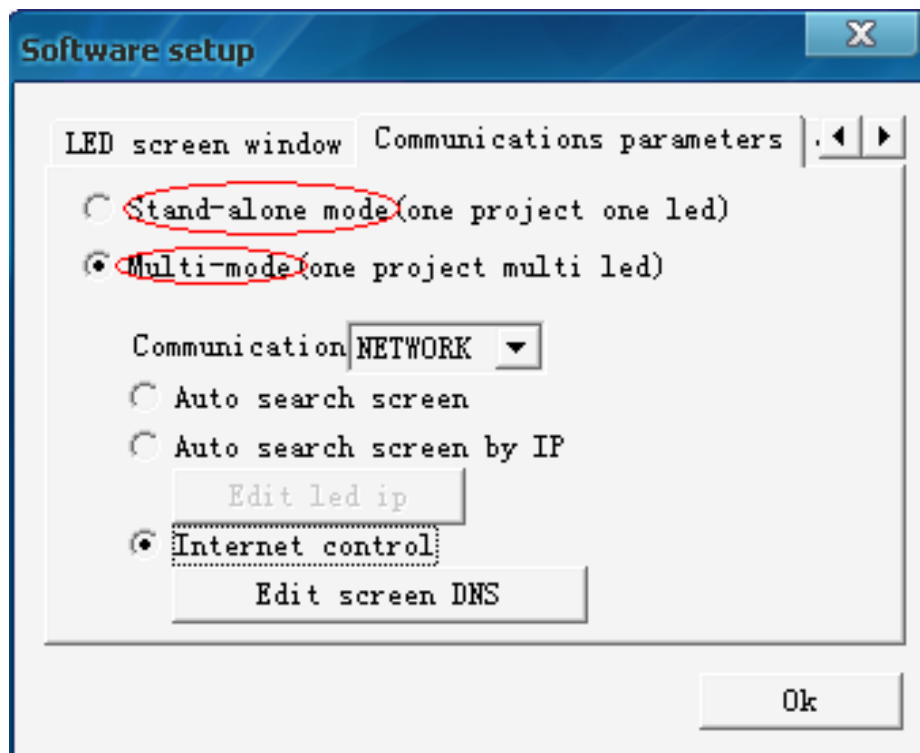 Software setup
LED screen window Communications parameters
Stand-alone mode(one project one led)
Multi-mode(one project multi led)
Communication NETWORK
Auto search screen
Auto search screen by IP
Edit led ip
Internet control
Edit screen DNS
Ok